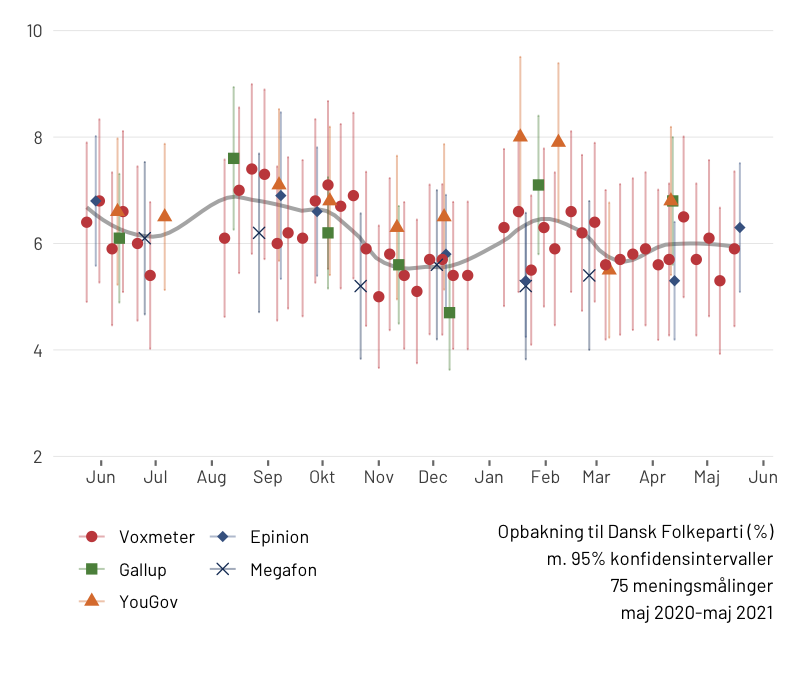 10
8
6
4
2
Jun Jul Aug Sep Okt Nov Dec Jan Feb Mar Apr Maj Jun
Voxmeter Epinion
Gallup Megafon
YouGov
Opbakning til Dansk Folkeparti (%)
m. 95% konfidensintervaller
75 meningsmålinger
maj 2020-maj 2021